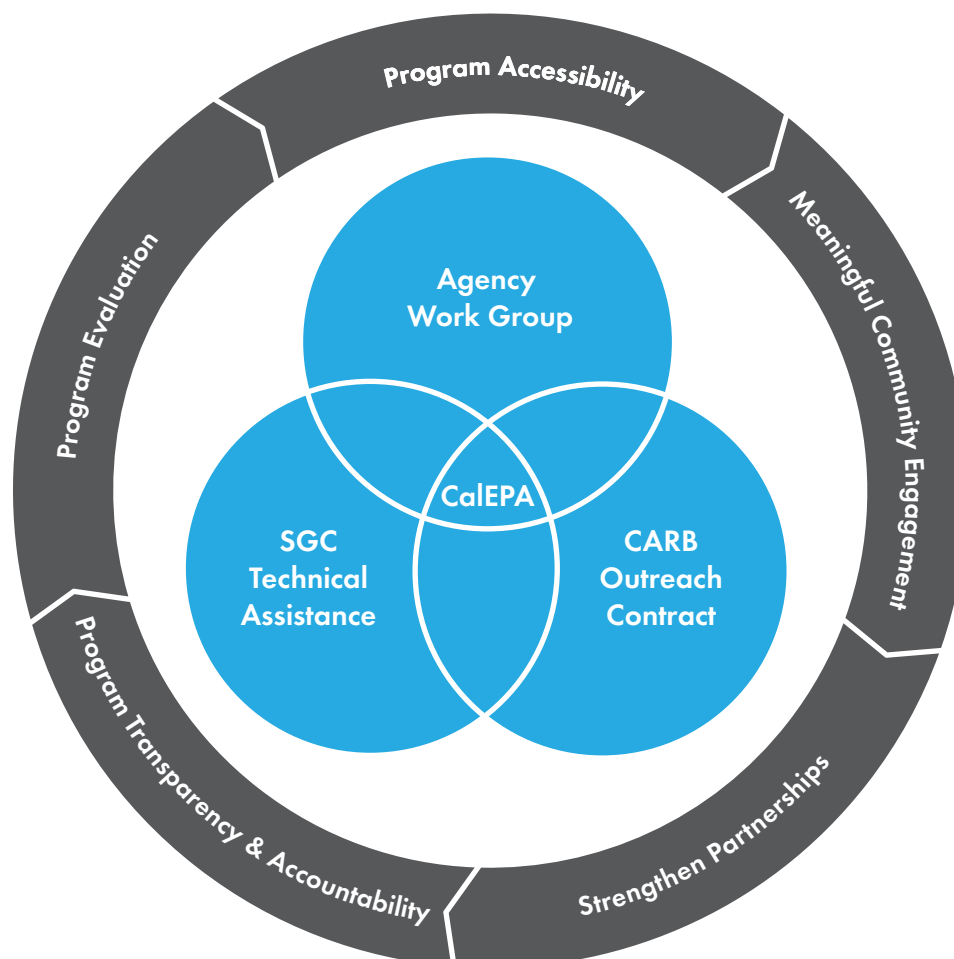 Program Accessibility
Meaningful Community Engagement
Strengthen Partnerships
Program Transparency & Accountability
Program Evaluation
Agency
Work Group
CalEPA
SGC
Technical
Assistance
CARB
Outreach
Contract